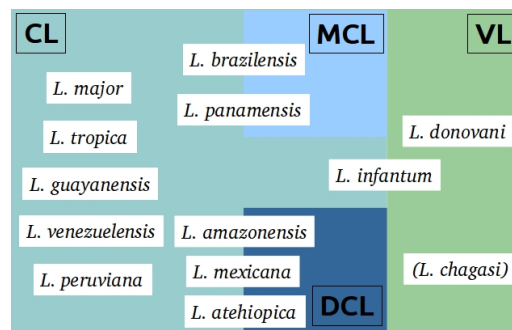 CL
MCL
VL
L. brazilensis
L. major
L. panamensis
L. tropica
L. donovani
L. guayanensis
L. infantum
L. venezuelensis
L. amazonensis
L. peruviana
L. mexicana
(L. chagasi)
L. atehiopica
DCL